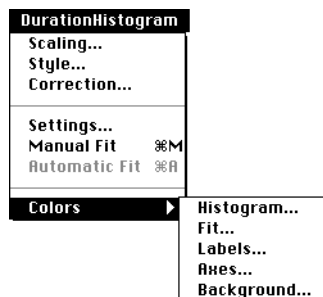 DurationHistogram
Scaling...
Style...
Correction...
Settings...
Manual Fit ⌘M
Automatic Fit ⌘A
Colors
Histogram...
Fit...
Labels...
Axes...
Background...